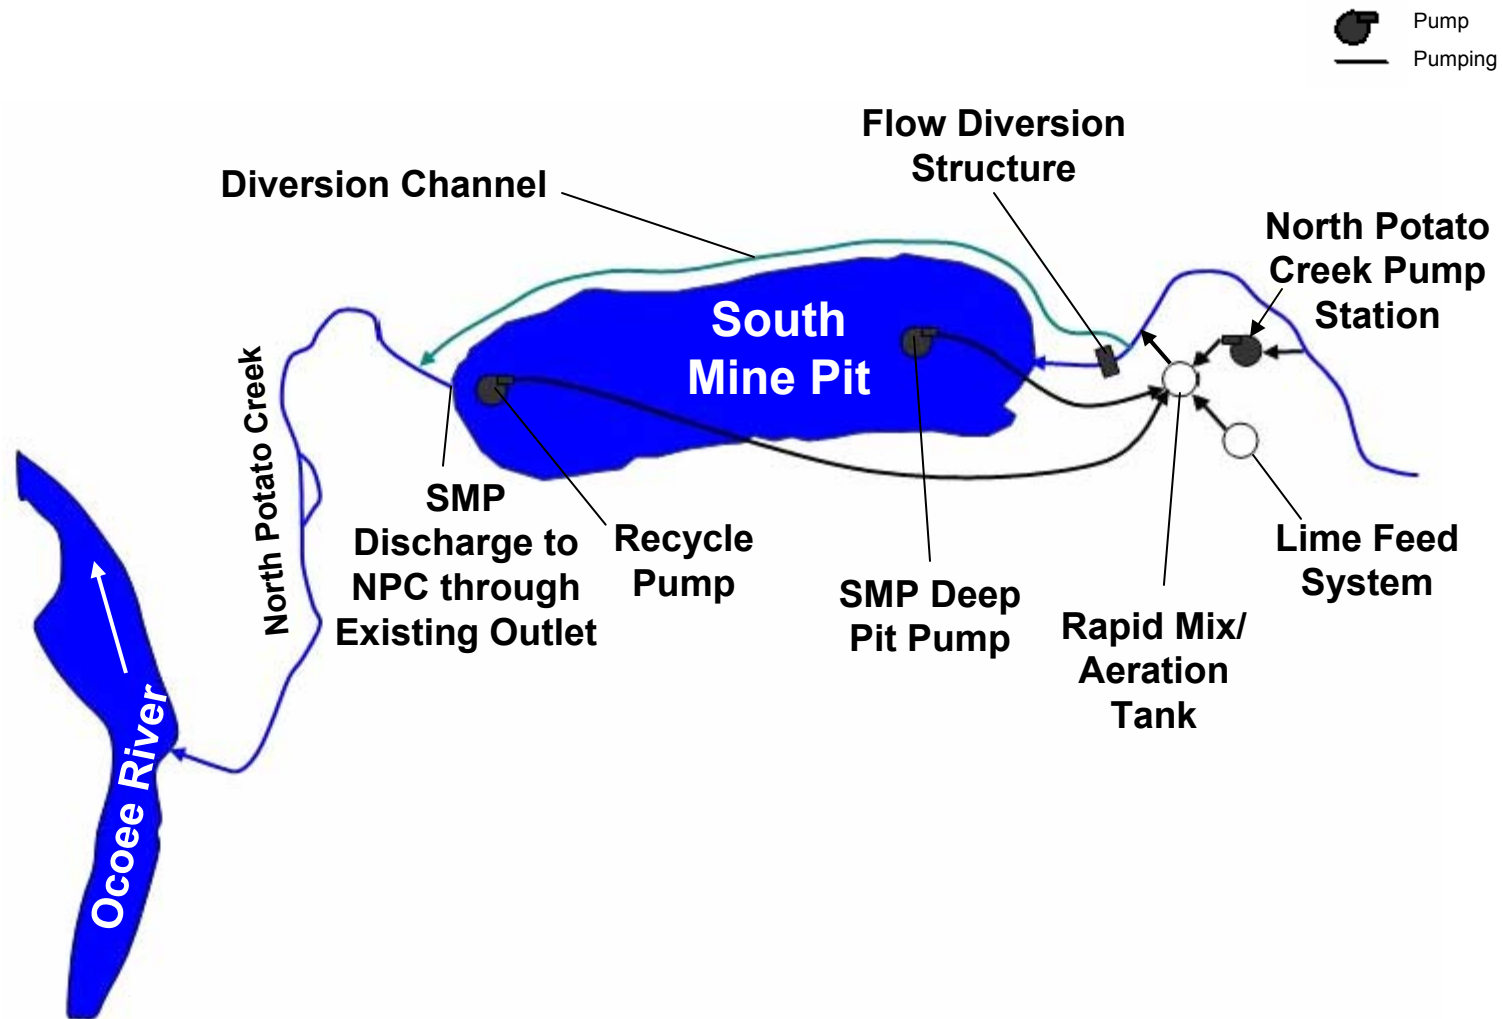 Pump
Pumping
Flow Diversion
Structure
Diversion Channel
North Potato
Creek Pump
Station
South
Mine Pit
North Potato Creek
SMP
Discharge to
NPC through
Existing Outlet
Recycle
Pump
SMP Deep
Pit Pump
Rapid Mix/
Aeration
Tank
Lime Feed
System
Ocoee River